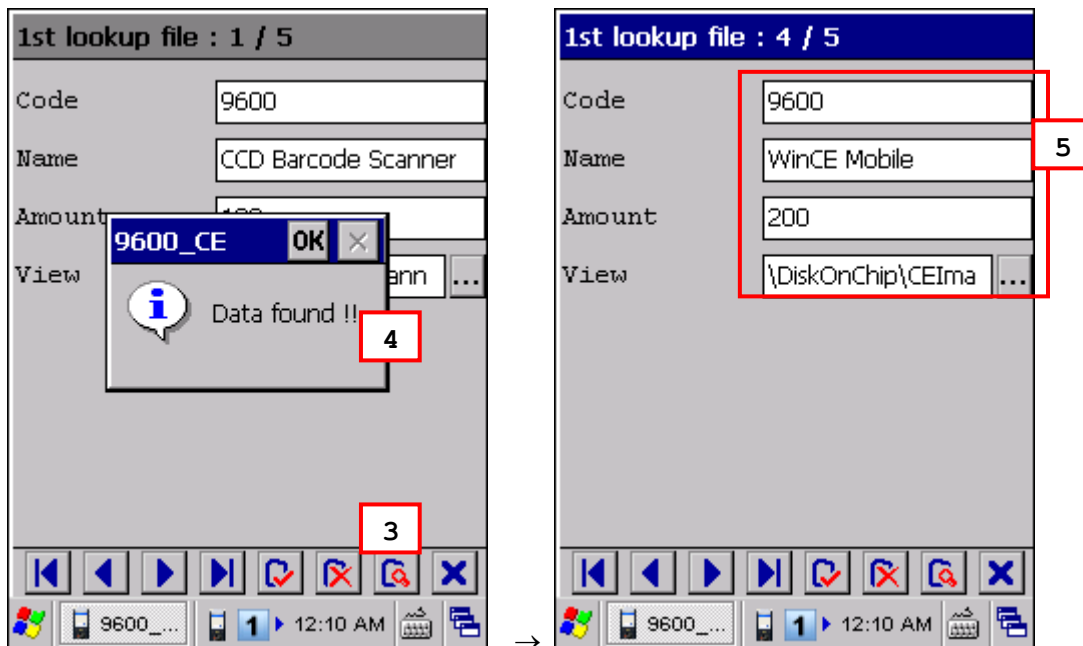 1st lookup file : 1 / 5
Code 9600
Name CCD Barcode Scanner
Amount
View ann ...
9600_CE OK
Data found !!
4
3
9600_... 1 12:10 AM
→
1st lookup file : 4 / 5
Code 9600
Name WinCE Mobile
Amount 200
View \DiskOnChip\CEIma ...
5
9600_... 1 12:10 AM